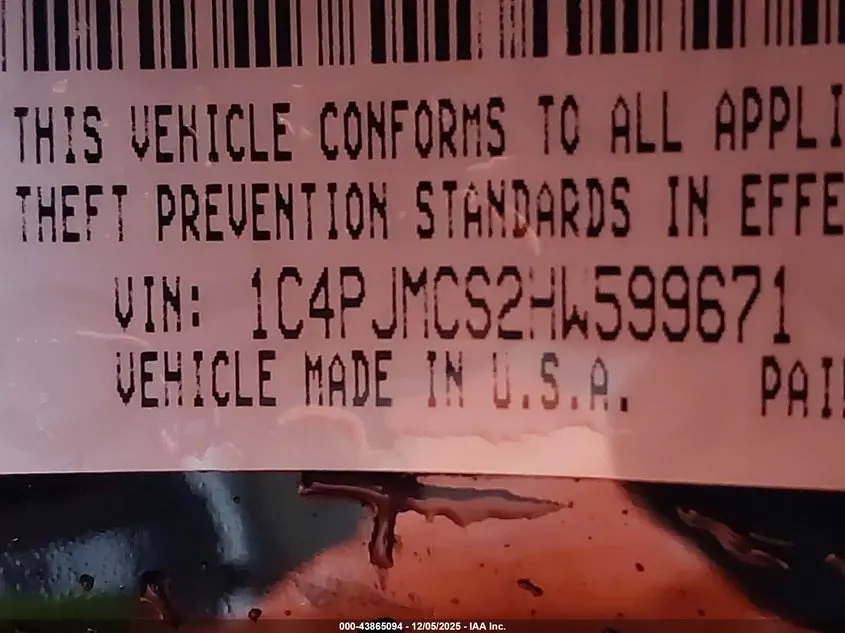 THIS VEHICLE CONFORMS TO ALL APPLI
THEFT PREVENTION STANDARDS IN EFFE
VIN: 1C4PJMCS2HW599671
VEHICLE MADE IN U.S.A. PAI
000-43865094 - 12/05/2025 - IAA Inc.